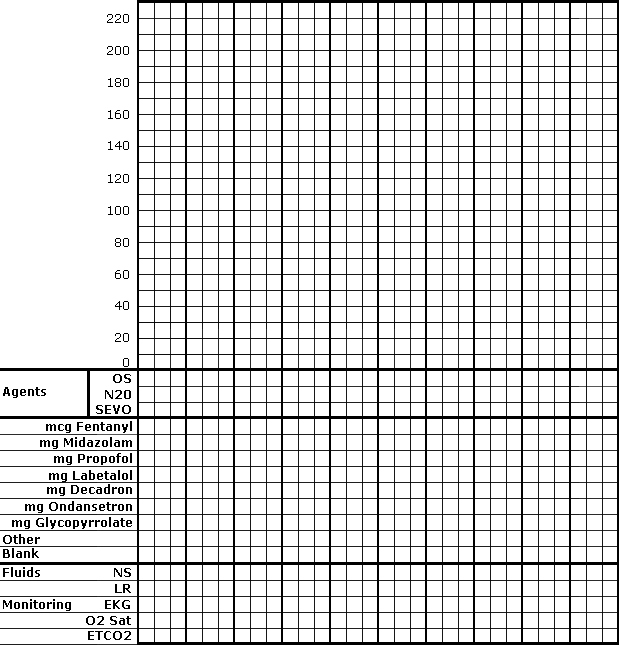 220
200
180
160
140
120
100
80
60
40
20
0
OS
Agents N20
SEVO
mcg Fentanyl
mg Midazolam
mg Propofol
mg Labetalol
mg Decadron
mg Ondansetron
mg Glycopyrrolate
Other
Blank
Fluids NS
LR
Monitoring EKG
O2 Sat
ETCO2